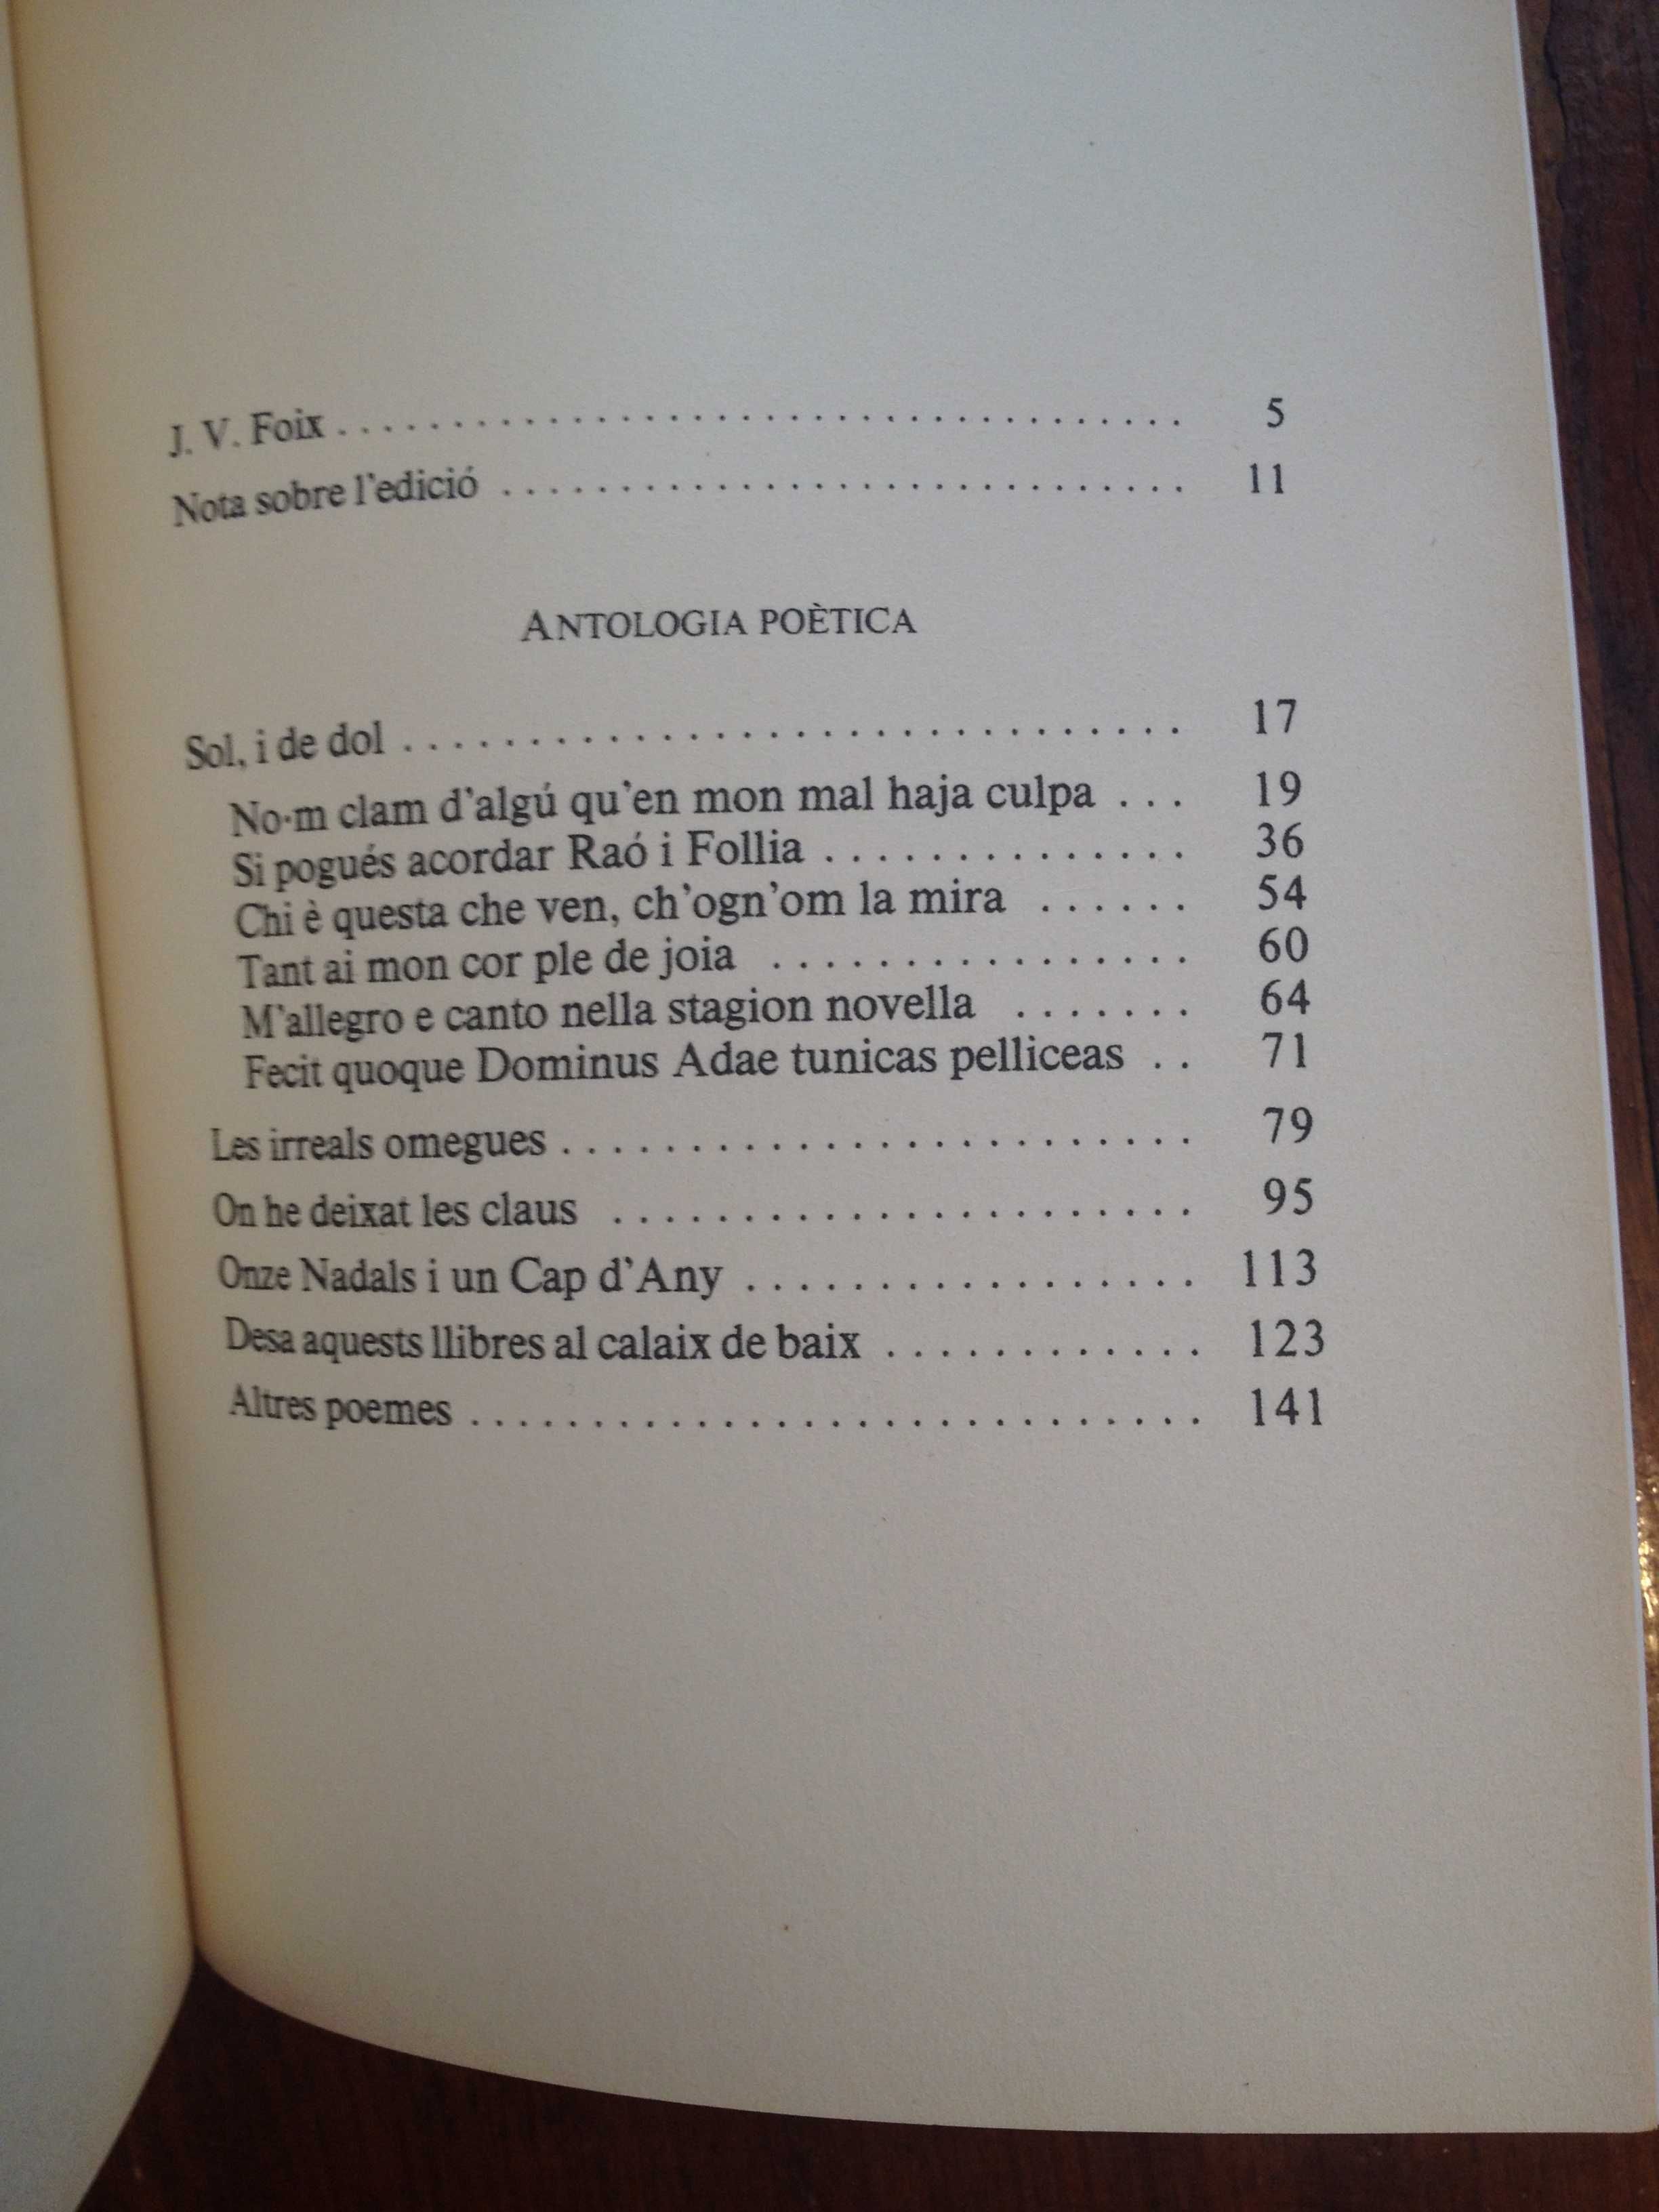 J. V. Foix . . . . . . . . . . . . . . . . . . . . . . . . . . . . . . . . . . 5
Nota sobre l'edició . . . . . . . . . . . . . . . . . . . . . . . . . . . . 11
ANTOLOGIA POÈTICA
Sol, i de dol . . . . . . . . . . . . . . . . . . . . . . . . . . . . . . . 17
No·m clam d'algú qu'en mon mal haja culpa . . . 19
Si pogués acordar Raó i Follia . . . . . . . . . . . . . . 36
Chi è questa che ven, ch'ogn'om la mira . . . . . . 54
Tant ai mon cor ple de joia . . . . . . . . . . . . . . . . 60
M'allegro e canto nella stagion novella . . . . . . . 64
Fecit quoque Dominus Adae tunicas pelliceas . . 71
Les irreals omegues . . . . . . . . . . . . . . . . . . . . . . . . . 79
On he deixat les claus . . . . . . . . . . . . . . . . . . . . . . . 95
Onze Nadals i un Cap d'Any . . . . . . . . . . . . . . . . . . 113
Desa aquests llibres al calaix de baix . . . . . . . . . . . . . 123
Altres poemes . . . . . . . . . . . . . . . . . . . . . . . . . . . . . 141